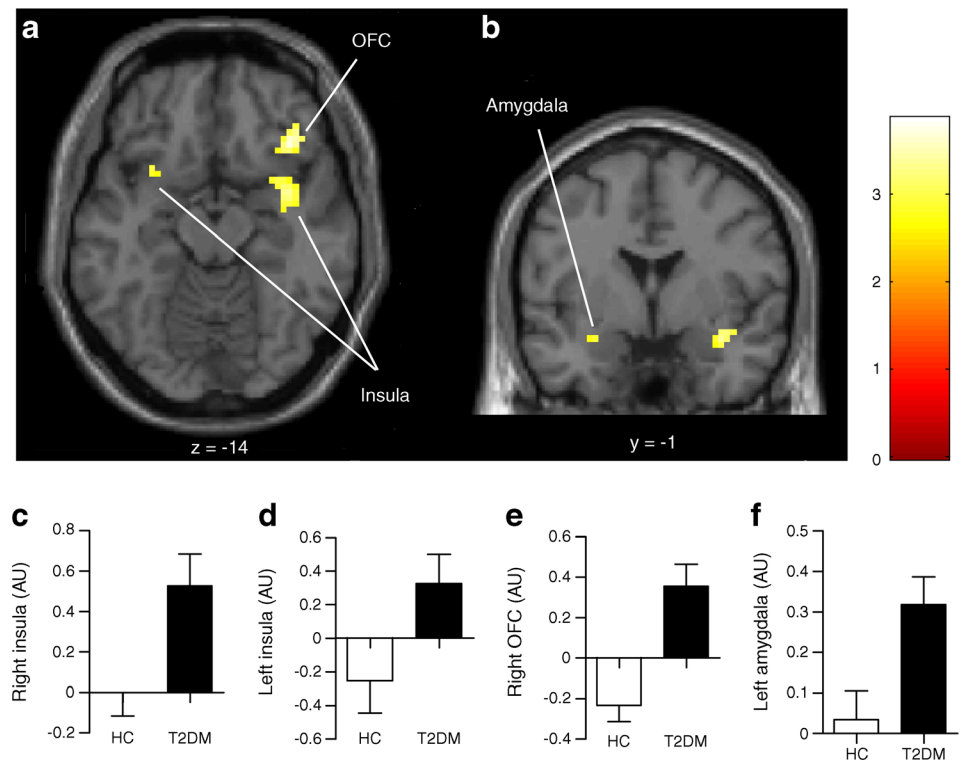 a
b
OFC
Amygdala
Insula
z = -14
y = -1
3
2
1
0
c
d
e
f
Right insula (AU)
0.8
0.6
0.4
0.2
0
-0.2
HC
T2DM
Left insula (AU)
0.6
0.4
0.2
0
-0.2
-0.4
-0.6
HC
T2DM
Right OFC (AU)
0.6
0.4
0.2
0
-0.2
-0.4
HC
T2DM
Left amygdala (AU)
0.5
0.4
0.3
0.2
0.1
0
HC
T2DM